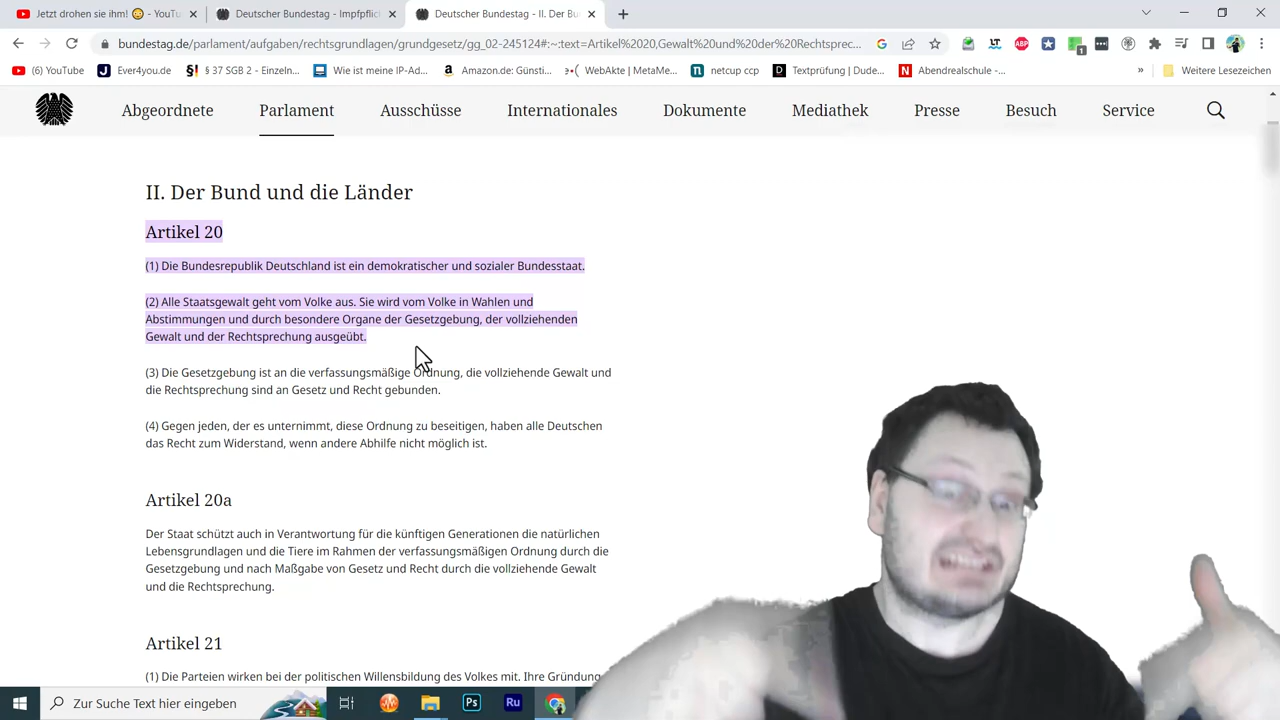 Jetzt drohen sie ihm! 😳 - YouTu
Deutscher Bundestag - Impfpflic
Deutscher Bundestag - II. Der Bu
bundestag.de/parlament/aufgaben/rechtsgrundlagen/grundgesetz/gg_02-245124#:~:text=Artikel%2020,Gewalt%20und%20der%20Rechtsprec...
(6) YouTube
Ever4you.de
§ 37 SGB 2 - Einzeln...
Wie ist meine IP-Ad...
Amazon.de: Günsti...
WebAkte | MetaMe...
netcup ccp
Textprüfung | Dude...
Abendrealschule -...
»
Weitere Lesezeichen
Abgeordnete
Parlament
Ausschüsse
Internationales
Dokumente
Mediathek
Presse
Besuch
Service
II. Der Bund und die Länder
Artikel 20
(1) Die Bundesrepublik Deutschland ist ein demokratischer und sozialer Bundesstaat.
(2) Alle Staatsgewalt geht vom Volke aus. Sie wird vom Volke in Wahlen und
Abstimmungen und durch besondere Organe der Gesetzgebung, der vollziehenden
Gewalt und der Rechtsprechung ausgeübt.
(3) Die Gesetzgebung ist an die verfassungsmäßige Ordnung, die vollziehende Gewalt und
die Rechtsprechung sind an Gesetz und Recht gebunden.
(4) Gegen jeden, der es unternimmt, diese Ordnung zu beseitigen, haben alle Deutschen
das Recht zum Widerstand, wenn andere Abhilfe nicht möglich ist.
Artikel 20a
Der Staat schützt auch in Verantwortung für die künftigen Generationen die natürlichen
Lebensgrundlagen und die Tiere im Rahmen der verfassungsmäßigen Ordnung durch die
Gesetzgebung und nach Maßgabe von Gesetz und Recht durch die vollziehende Gewalt
und die Rechtsprechung.
Artikel 21
(1) Die Parteien wirken bei der politischen Willensbildung des Volkes mit. Ihre Gründung
Zur Suche Text hier eingeben
Ps
Ru